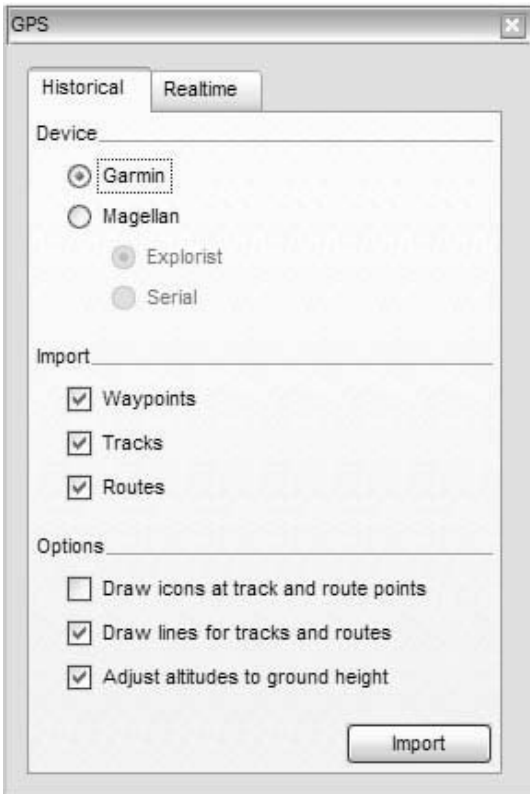 GPS
Historical Realtime
Device
Garmin
Magellan
Explorist
Serial
Import
Waypoints
Tracks
Routes
Options
Draw icons at track and route points
Draw lines for tracks and routes
Adjust altitudes to ground height
Import